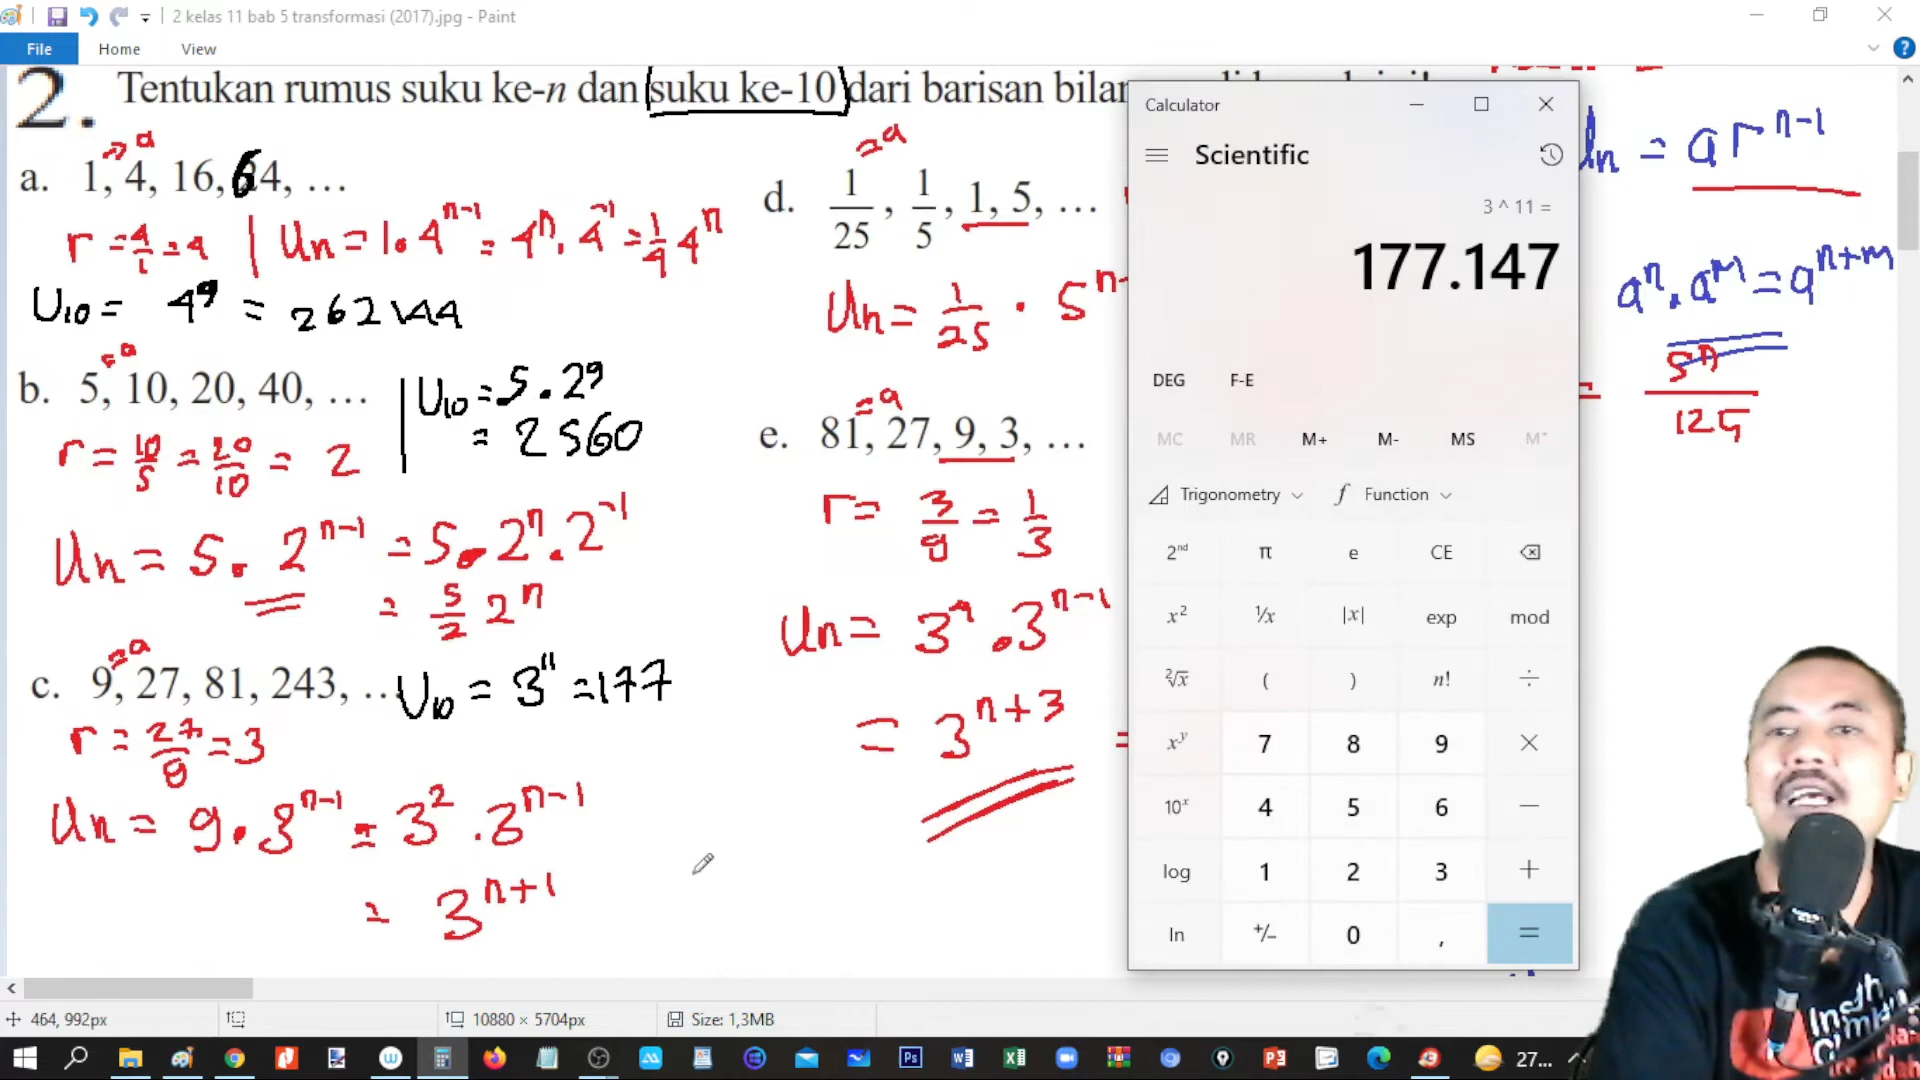 2 kelas 11 bab 5 transformasi (2017).jpg - Paint
File Home View
2. Tentukan rumus suku ke-n dan suku ke-10 dari barisan
a. 1, 4, 16, 64, …
= a
r = 4/1 = 4 | Un = 1 . 4^(n-1) = 4^n . 4^(-1) = 1/4 4^n
U10 = 4^9 = 262144
b. 5, 10, 20, 40, …
= a
r = 10/5 = 20/10 = 2
U10 = 5 . 2^9
= 2560
Un = 5 . 2^(n-1) = 5 . 2^n . 2^(-1)
= 5/2 2^n
c. 9, 27, 81, 243, …
= a
U10 = 3^11 = 177
r = 27/9 = 3
Un = 9 . 3^(n-1) = 3^2 . 3^(n-1)
= 3^(n+1)
d. 1/25, 1/5, 1, 5, …
= a
Un = 1/25 . 5^n-
e. 81, 27, 9, 3, …
= a
r = 3/9 = 1/3
Un = 3^4 . 3^(n-1)
= 3^(n+3) =
Un = a r^(n-1)
a^n . a^m = a^(n+m)
= 5^n/125
Calculator
Scientific
3 ^ 11 =
177.147
DEG F-E
MC MR M+ M- MS M˅
Trigonometry f Function
2nd π e CE
x² ¹/x |x| exp mod
²√x ( ) n! ÷
xʸ 7 8 9 ×
10ˣ 4 5 6 −
log 1 2 3 +
ln +/− 0 , =
464, 992px
10880 × 5704px
Size: 1,3MB
Ps
27...